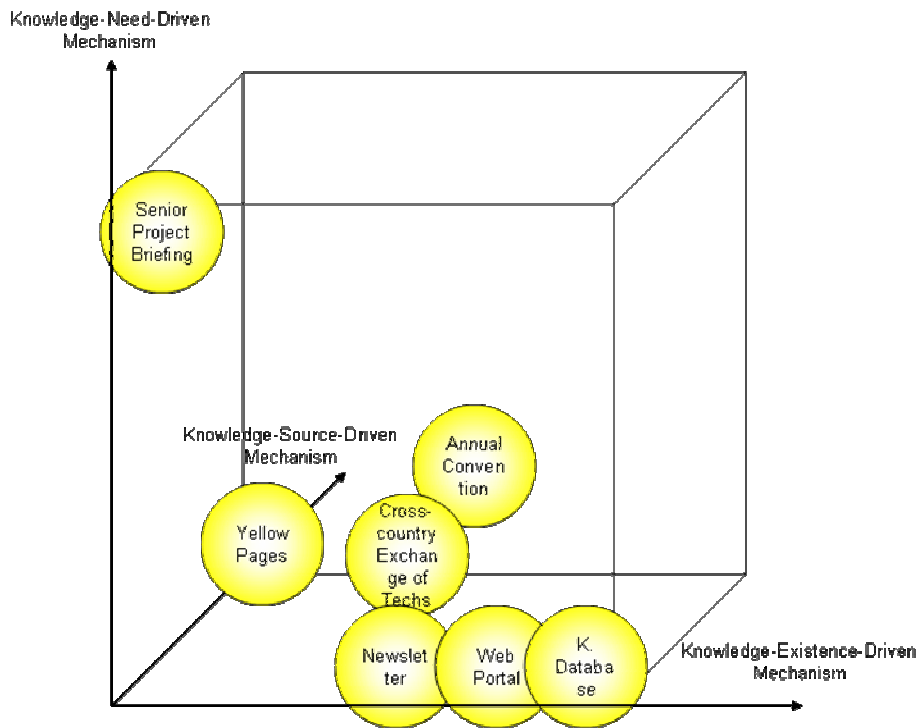 Knowledge-Need-Driven
Mechanism
Senior
Project
Briefing
Knowledge-Source-Driven
Mechanism
Annual
Conven
tion
Yellow
Pages
Cross-
country
Exchan
ge of
Techs
Newslet
ter
Web
Portal
K.
Databa
se
Knowledge-Existence-Driven
Mechanism